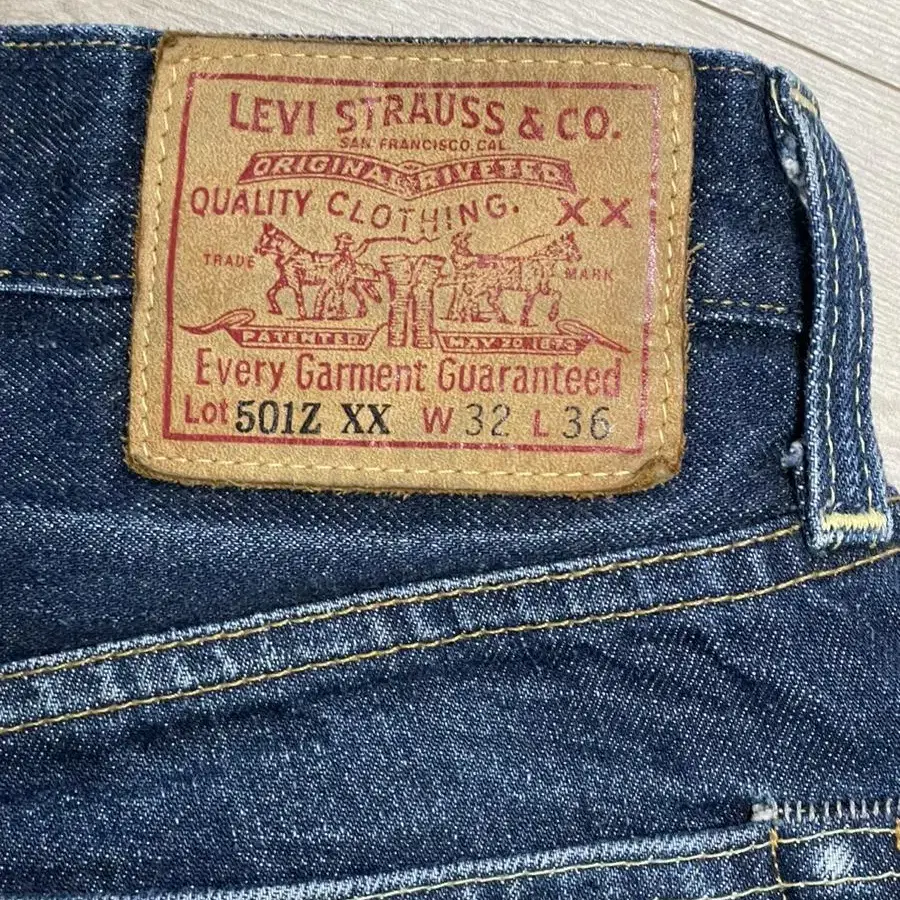 LEVI STRAUSS & CO.
SAN FRANCISCO, CAL.
ORIGINAL RIVETED
QUALITY CLOTHING. XX
TRADE MARK
PATENTED MAY 20 1873
Every Garment Guaranteed
Lot 501Z XX W 32 L 36